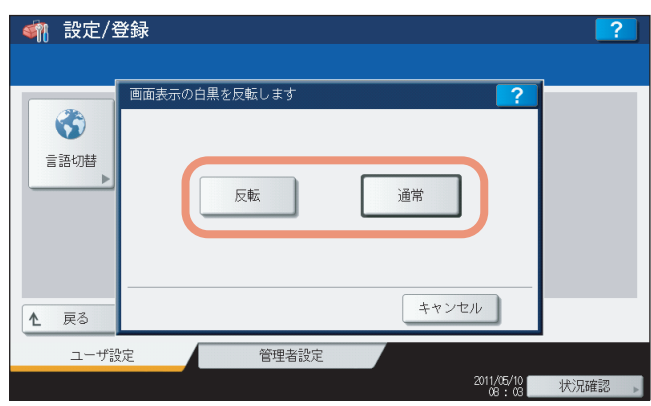 設定/登録
?
画面表示の白黒を反転します
?
言語切替
反転
通常
キャンセル
戻る
ユーザ設定
管理者設定
2011/05/10
08 : 03
状況確認